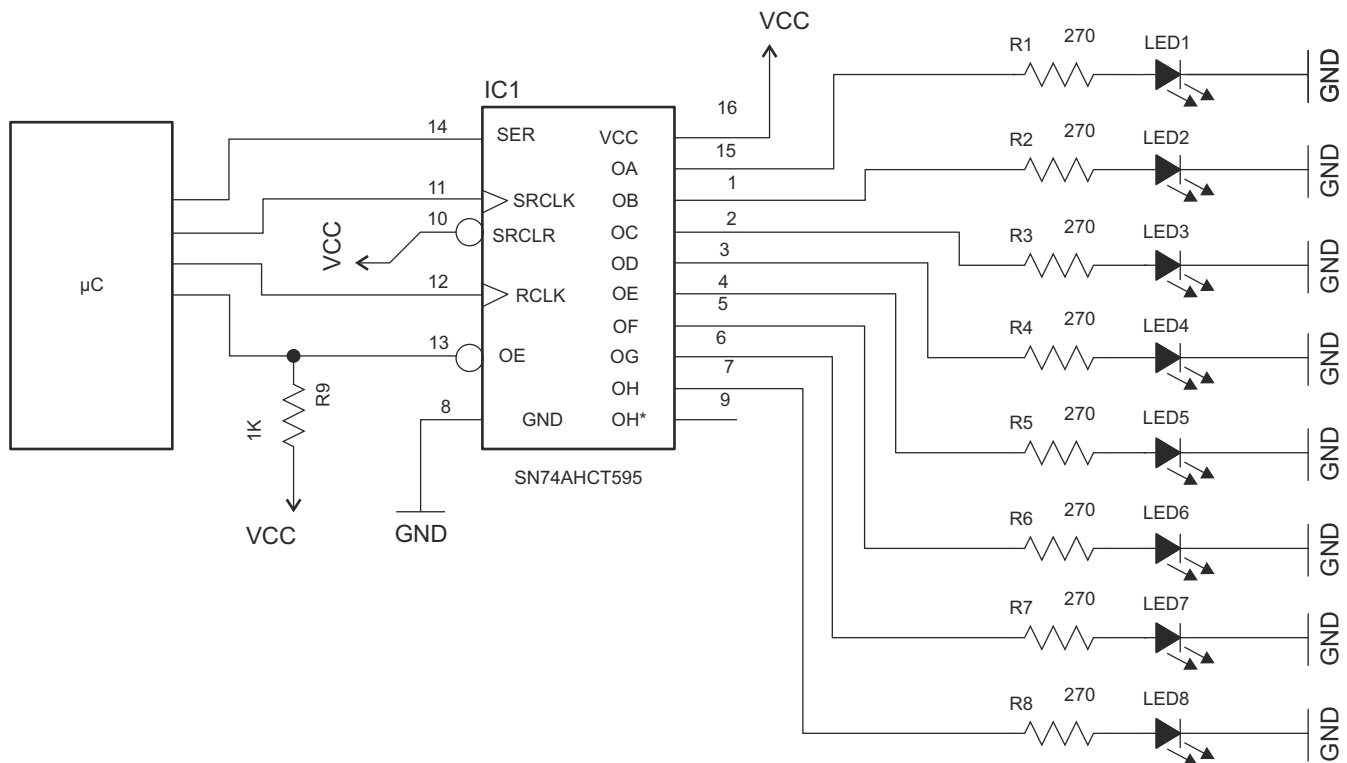 VCC
IC1
16
14
SER
VCC
15
OA
11
SRCLK
1
OB
10
SRCLR
2
OC
VCC
3
OD
12
RCLK
4
OE
5
OF
13
OE
6
OG
7
OH
8
GND
9
OH*
SN74AHCT595
µC
R9
1K
VCC
GND
R1
270
LED1
GND
R2
270
LED2
GND
R3
270
LED3
GND
R4
270
LED4
GND
R5
270
LED5
GND
R6
270
LED6
GND
R7
270
LED7
GND
R8
270
LED8
GND